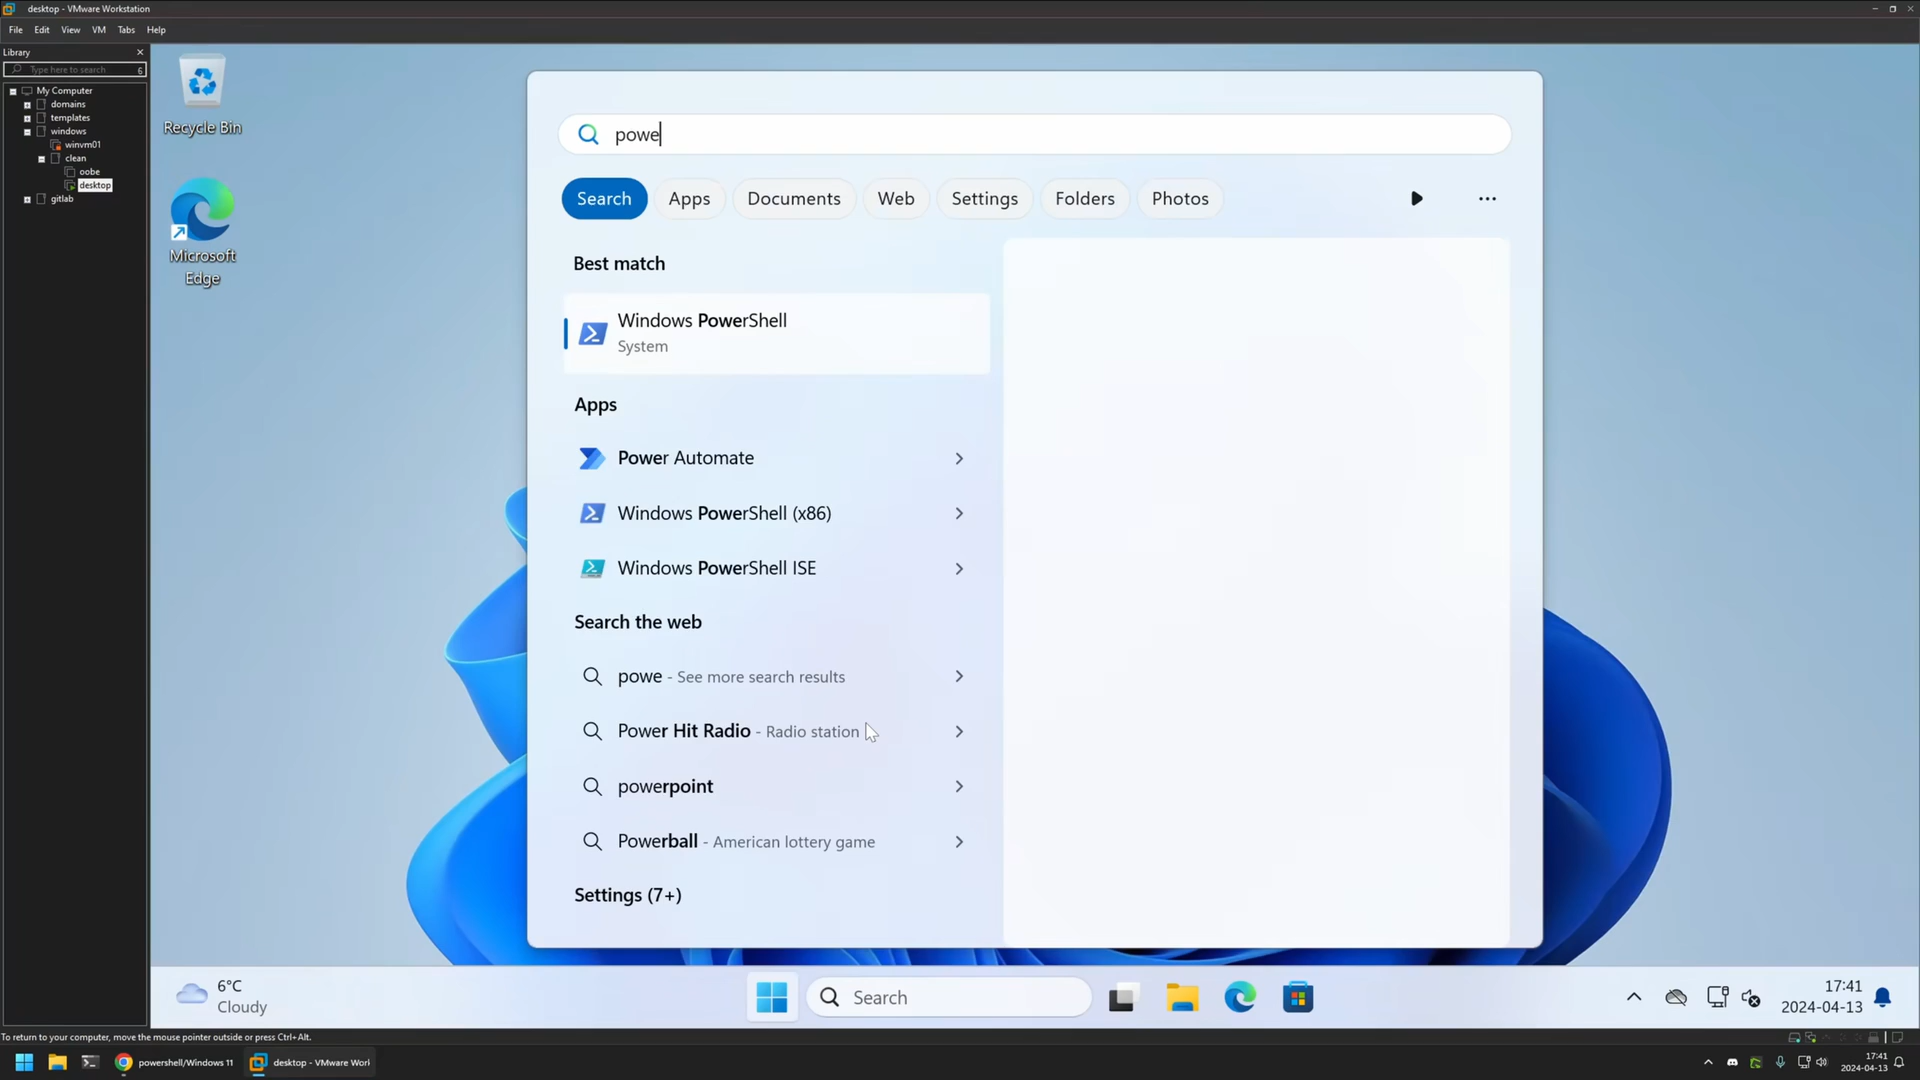 desktop - VMware Workstation
File Edit View VM Tabs Help
Library
Type here to search
6
My Computer
domains
templates
windows
winvm01
clean
oobe
desktop
gitlab
Recycle Bin
Microsoft
Edge
powe
Search Apps Documents Web Settings Folders Photos
Best match
Windows PowerShell
System
Apps
Power Automate
Windows PowerShell (x86)
Windows PowerShell ISE
Search the web
powe - See more search results
Power Hit Radio - Radio station
powerpoint
Powerball - American lottery game
Settings (7+)
6°C
Cloudy
Search
17:41
2024-04-13
To return to your computer, move the mouse pointer outside or press Ctrl+Alt.
powershell/Windows 11
desktop - VMware Work
17:41
2024-04-13